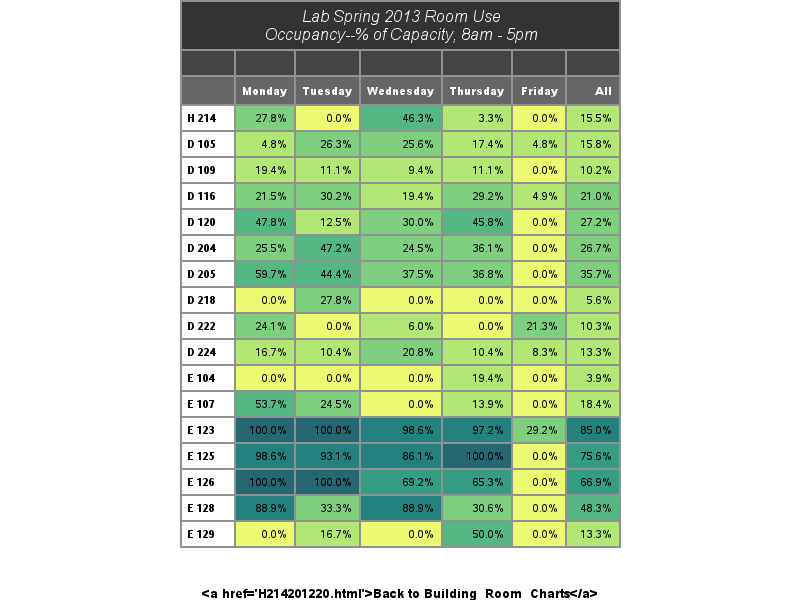 Lab Spring 2013 Room Use
Occupancy--% of Capacity, 8am - 5pm
Monday Tuesday Wednesday Thursday Friday All
H 214 27.8% 0.0% 46.3% 3.3% 0.0% 15.5%
D 105 4.8% 26.3% 25.6% 17.4% 4.8% 15.8%
D 109 19.4% 11.1% 9.4% 11.1% 0.0% 10.2%
D 116 21.5% 30.2% 19.4% 29.2% 4.9% 21.0%
D 120 47.8% 12.5% 30.0% 45.8% 0.0% 27.2%
D 204 25.5% 47.2% 24.5% 36.1% 0.0% 26.7%
D 205 59.7% 44.4% 37.5% 36.8% 0.0% 35.7%
D 218 0.0% 27.8% 0.0% 0.0% 0.0% 5.6%
D 222 24.1% 0.0% 6.0% 0.0% 21.3% 10.3%
D 224 16.7% 10.4% 20.8% 10.4% 8.3% 13.3%
E 104 0.0% 0.0% 0.0% 19.4% 0.0% 3.9%
E 107 53.7% 24.5% 0.0% 13.9% 0.0% 18.4%
E 123 100.0% 100.0% 98.6% 97.2% 29.2% 85.0%
E 125 98.6% 93.1% 86.1% 100.0% 0.0% 75.6%
E 126 100.0% 100.0% 69.2% 65.3% 0.0% 66.9%
E 128 88.9% 33.3% 88.9% 30.6% 0.0% 48.3%
E 129 0.0% 16.7% 0.0% 50.0% 0.0% 13.3%
<a href='H214201220.html'>Back to Building_Room_Charts</a>